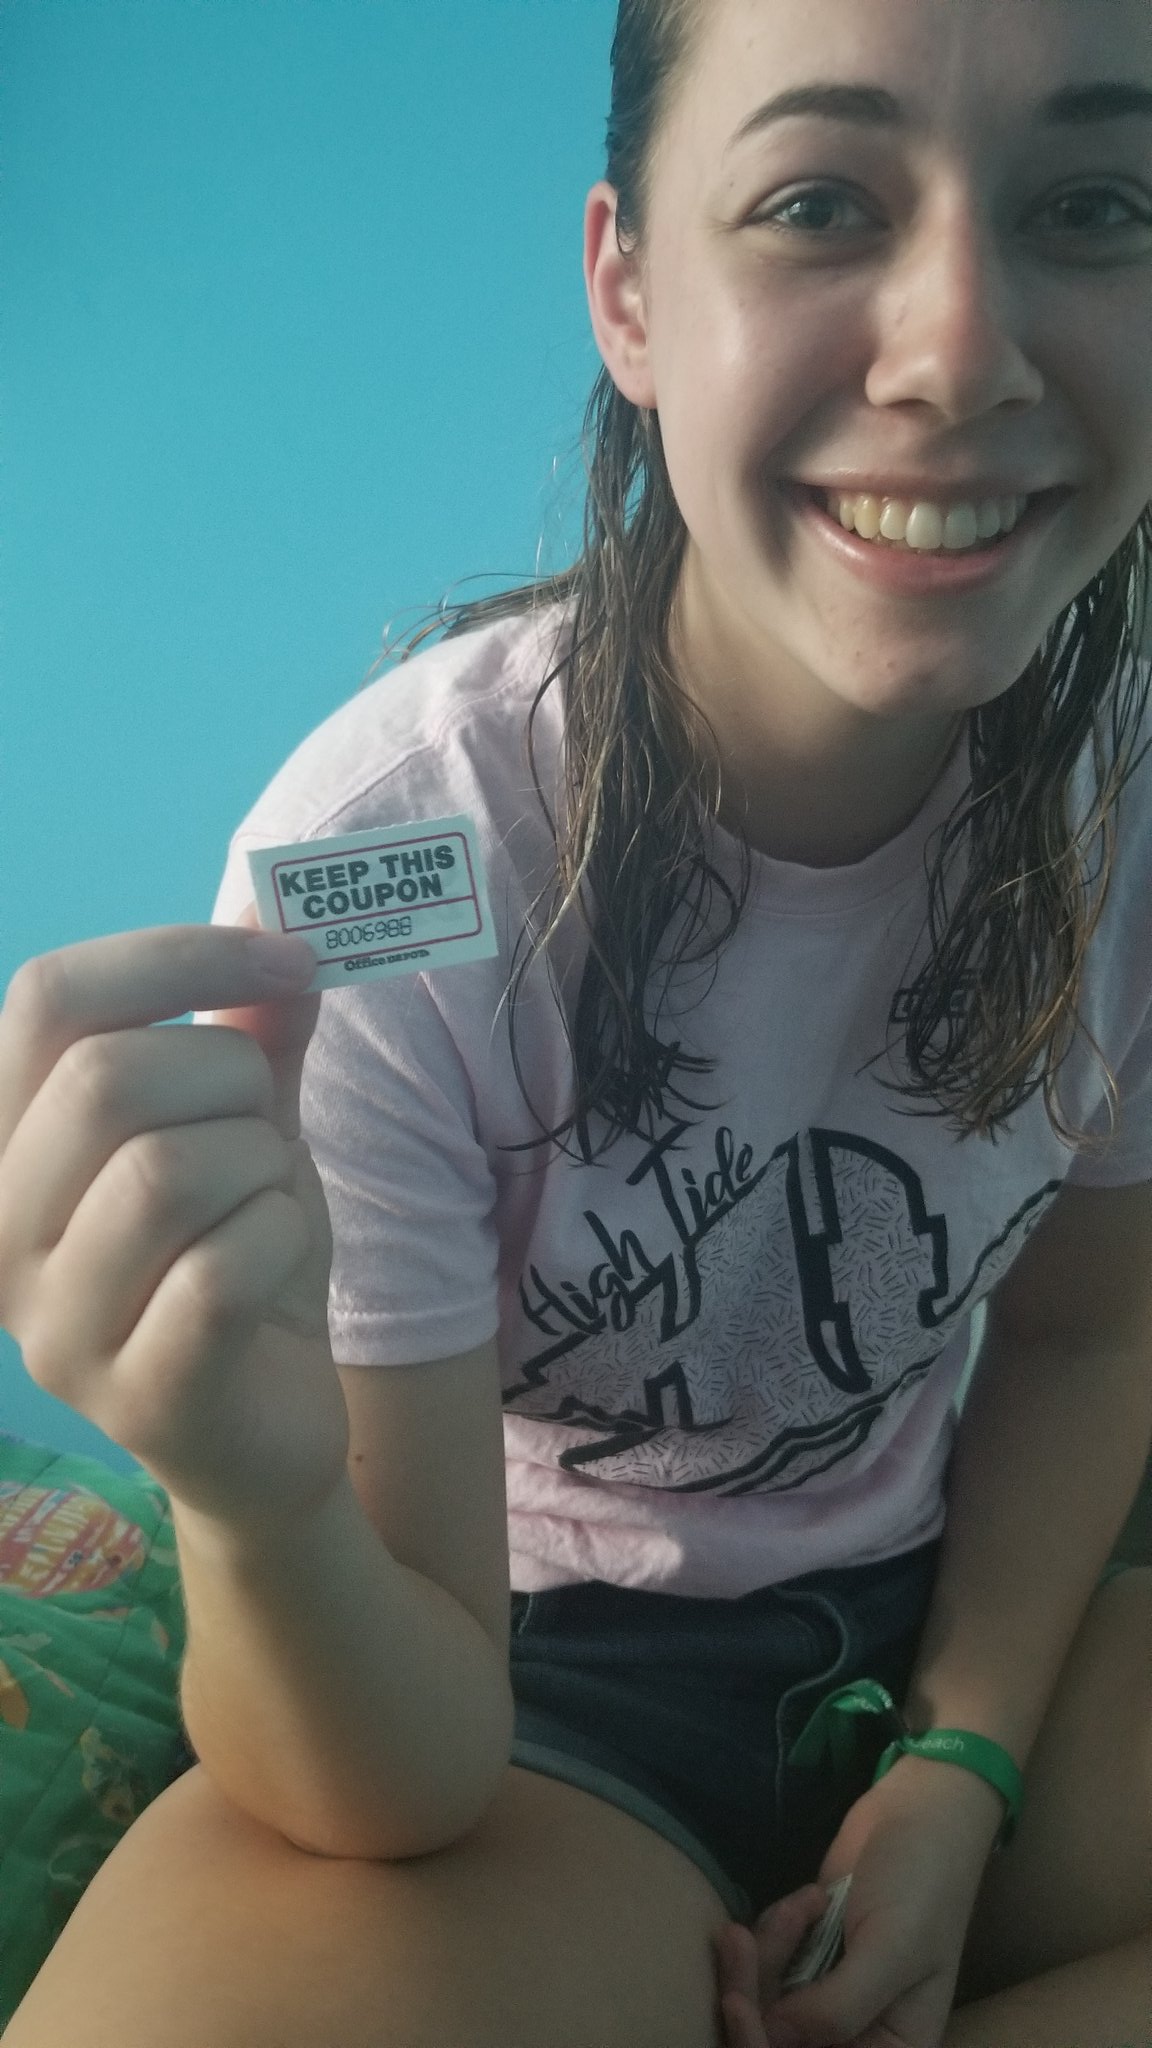 KEEP THIS
COUPON
8006988
Office DEPOT
High Tide